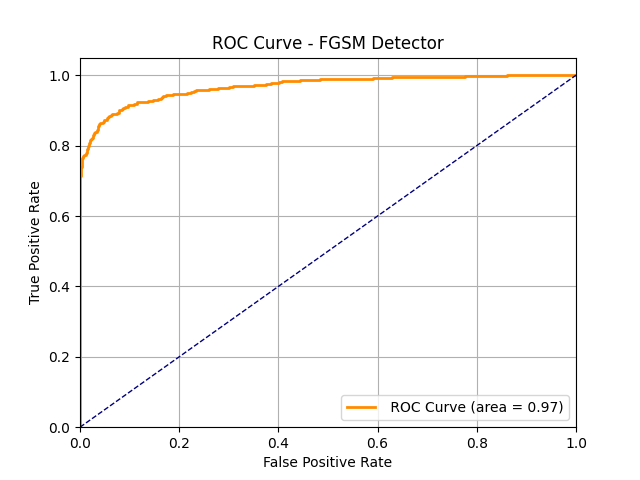 ROC Curve - FGSM Detector
True Positive Rate
1.0
0.8
0.6
0.4
0.2
0.0
ROC Curve (area = 0.97)
0.0 0.2 0.4 0.6 0.8 1.0
False Positive Rate